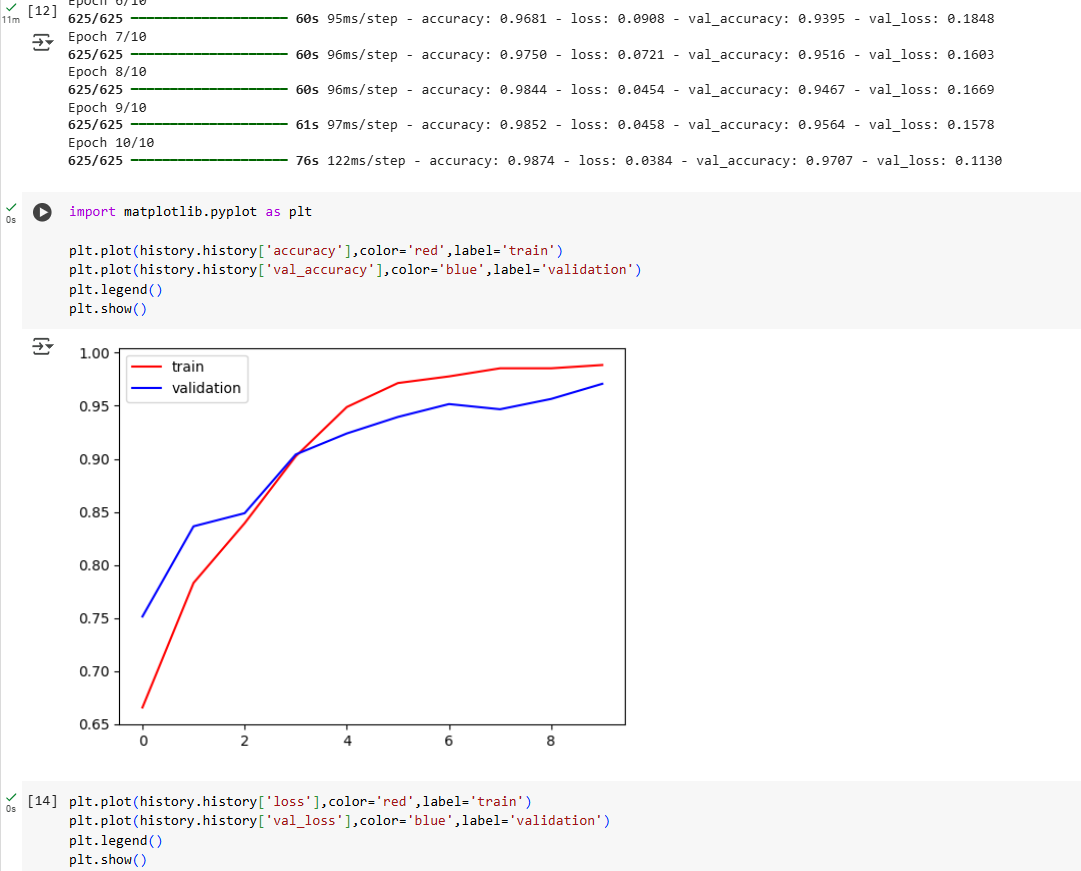 Epoch 6/10
[12]
11m
625/625 60s 95ms/step - accuracy: 0.9681 - loss: 0.0908 - val_accuracy: 0.9395 - val_loss: 0.1848
Epoch 7/10
625/625 60s 96ms/step - accuracy: 0.9750 - loss: 0.0721 - val_accuracy: 0.9516 - val_loss: 0.1603
Epoch 8/10
625/625 60s 96ms/step - accuracy: 0.9844 - loss: 0.0454 - val_accuracy: 0.9467 - val_loss: 0.1669
Epoch 9/10
625/625 61s 97ms/step - accuracy: 0.9852 - loss: 0.0458 - val_accuracy: 0.9564 - val_loss: 0.1578
Epoch 10/10
625/625 76s 122ms/step - accuracy: 0.9874 - loss: 0.0384 - val_accuracy: 0.9707 - val_loss: 0.1130
0s
import matplotlib.pyplot as plt
plt.plot(history.history['accuracy'],color='red',label='train')
plt.plot(history.history['val_accuracy'],color='blue',label='validation')
plt.legend()
plt.show()
train
validation
1.00
0.95
0.90
0.85
0.80
0.75
0.70
0.65
0 2 4 6 8
0s
[14] plt.plot(history.history['loss'],color='red',label='train')
plt.plot(history.history['val_loss'],color='blue',label='validation')
plt.legend()
plt.show()